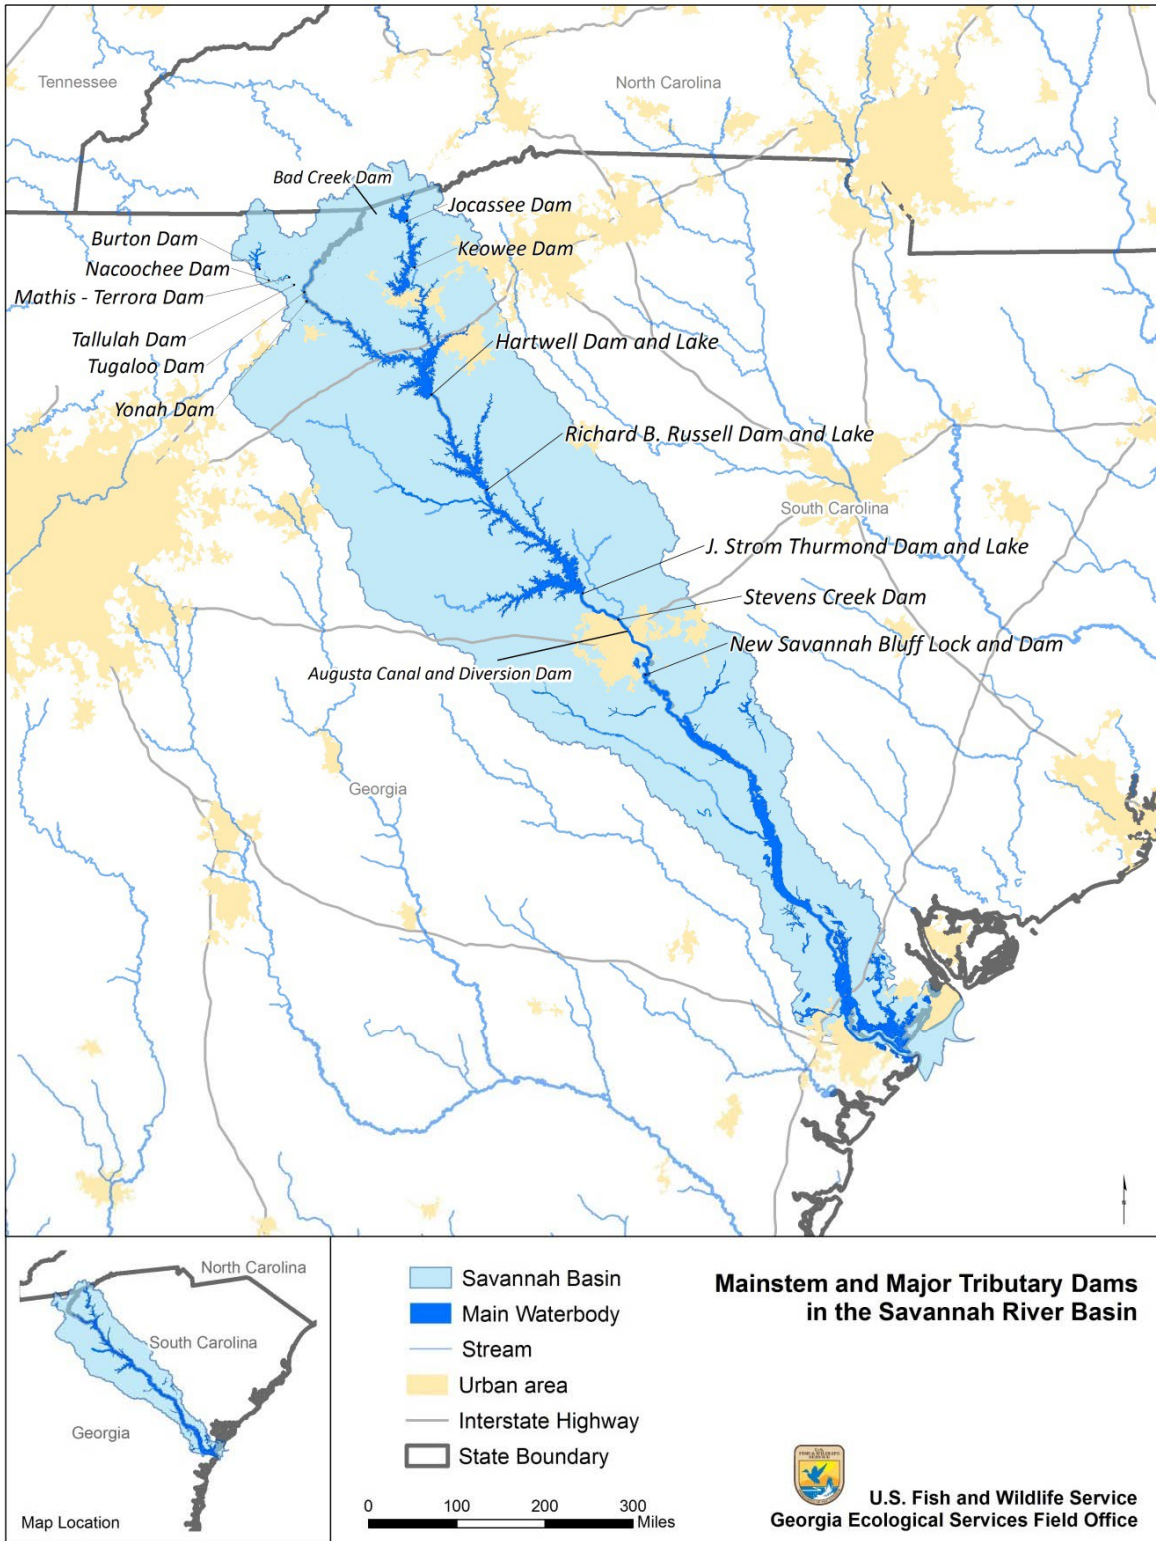 Tennessee
North Carolina
Bad Creek Dam
Jocassee Dam
Burton Dam
Keowee Dam
Nacoochee Dam
Mathis - Terrora Dam
Tallulah Dam
Hartwell Dam and Lake
Tugaloo Dam
Yonah Dam
Richard B. Russell Dam and Lake
South Carolina
J. Strom Thurmond Dam and Lake
Stevens Creek Dam
New Savannah Bluff Lock and Dam
Augusta Canal and Diversion Dam
Georgia
North Carolina
South Carolina
Georgia
Map Location
Savannah Basin
Main Waterbody
Stream
Urban area
Interstate Highway
State Boundary
0 100 200 300
Miles
Mainstem and Major Tributary Dams
in the Savannah River Basin
U.S.
FISH & WILDLIFE
SERVICE
U.S. Fish and Wildlife Service
Georgia Ecological Services Field Office